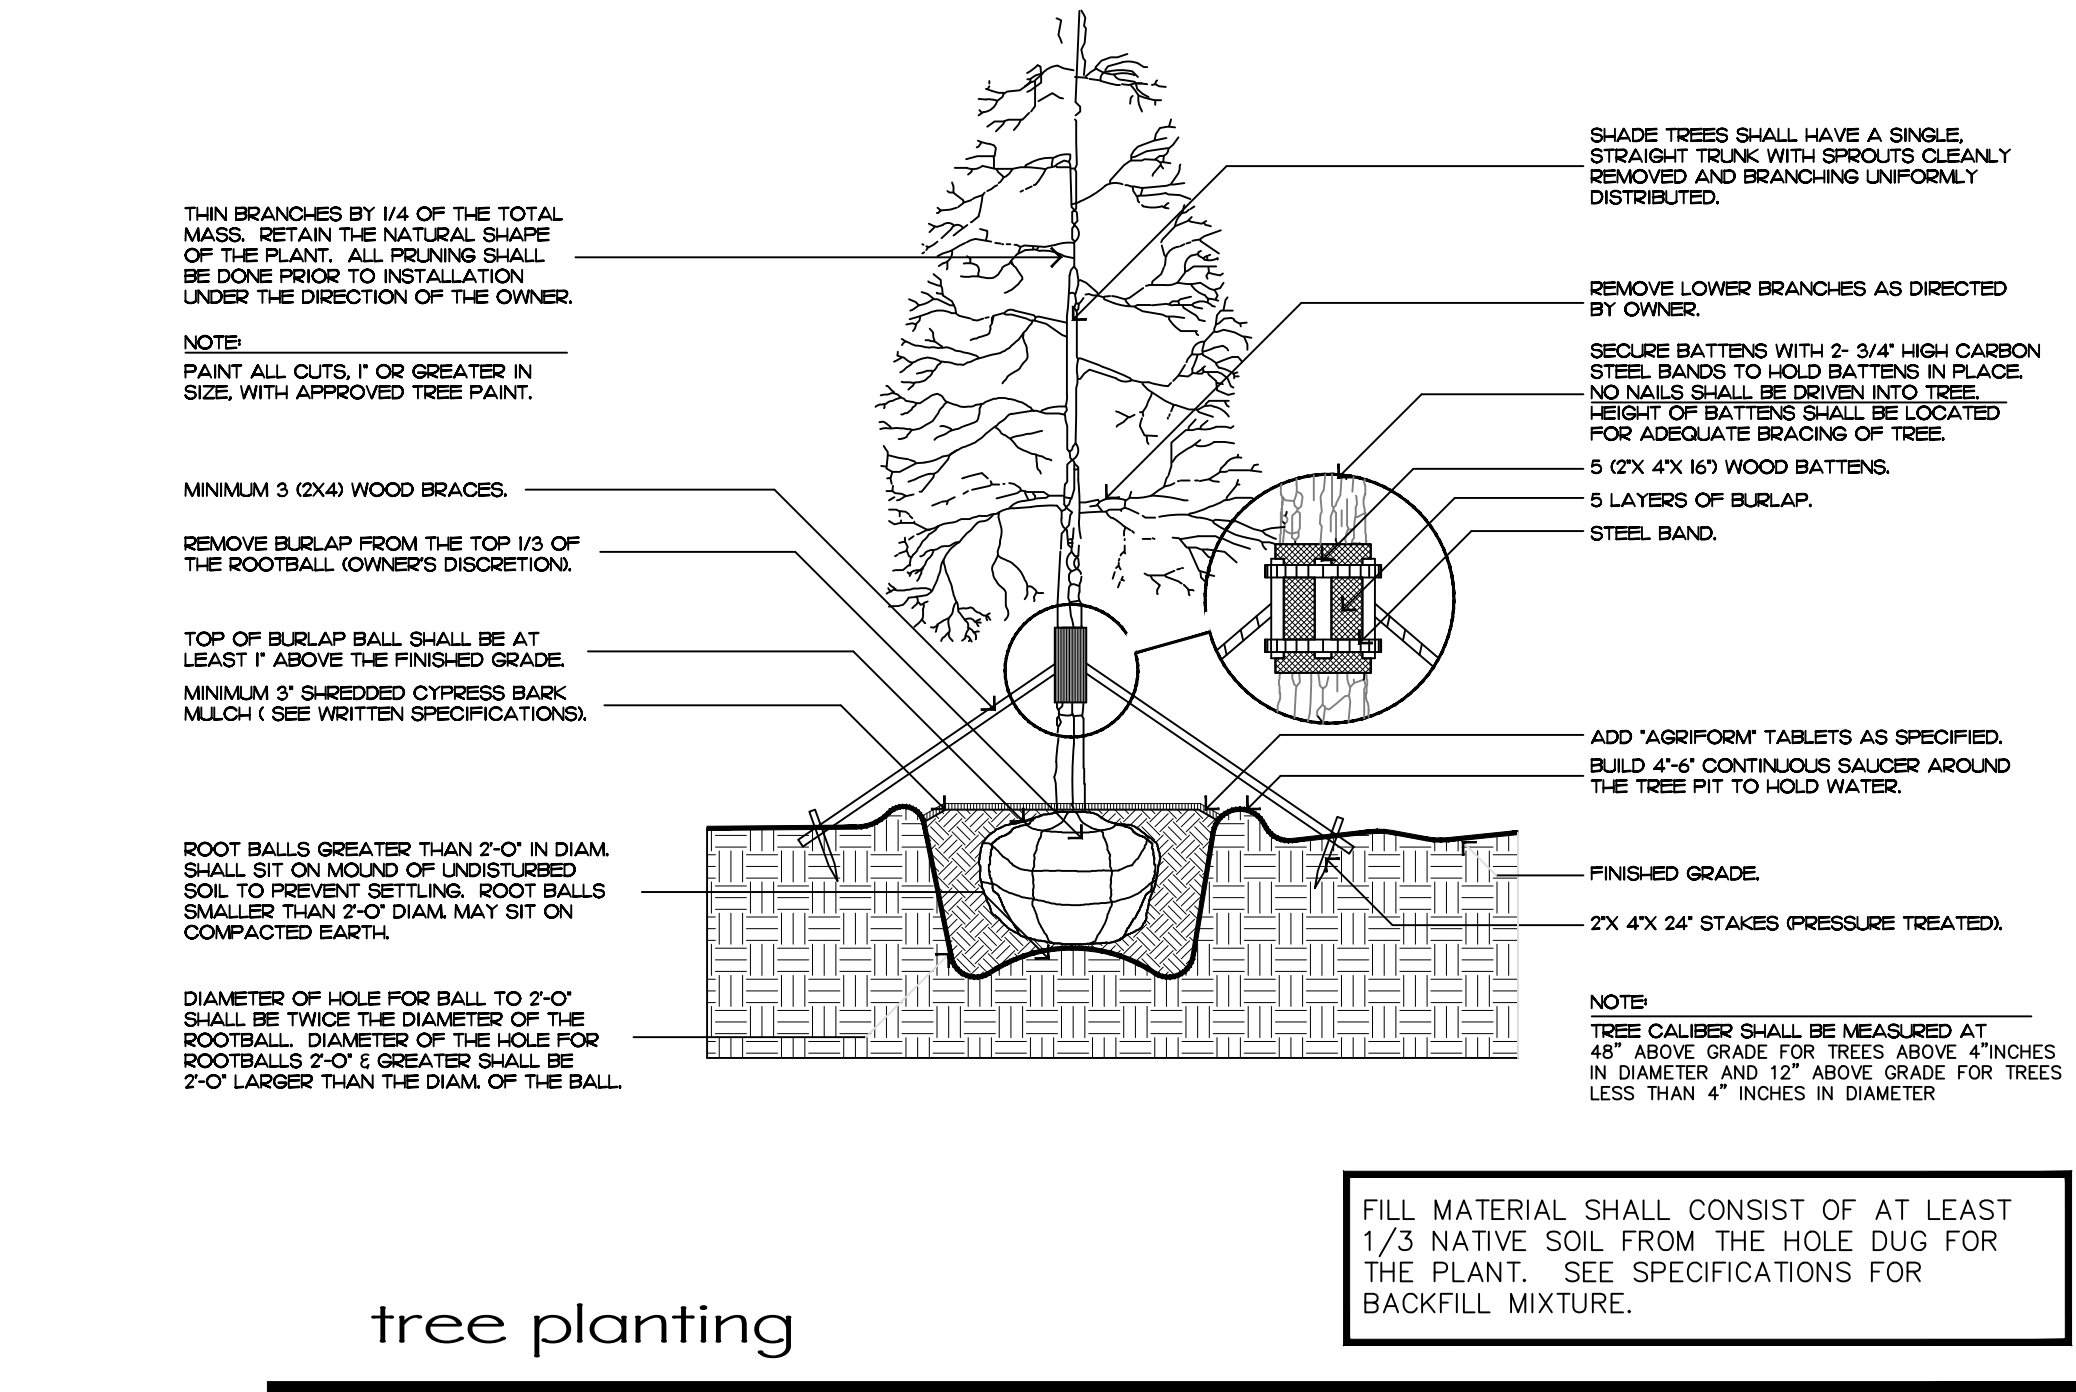 THIN BRANCHES BY 1/4 OF THE TOTAL
MASS. RETAIN THE NATURAL SHAPE
OF THE PLANT. ALL PRUNING SHALL
BE DONE PRIOR TO INSTALLATION
UNDER THE DIRECTION OF THE OWNER.
NOTE:
PAINT ALL CUTS, 1" OR GREATER IN
SIZE, WITH APPROVED TREE PAINT.
MINIMUM 3 (2X4) WOOD BRACES.
REMOVE BURLAP FROM THE TOP 1/3 OF
THE ROOTBALL (OWNER'S DISCRETION).
TOP OF BURLAP BALL SHALL BE AT
LEAST 1" ABOVE THE FINISHED GRADE.
MINIMUM 3" SHREDDED CYPRESS BARK
MULCH ( SEE WRITTEN SPECIFICATIONS).
ROOT BALLS GREATER THAN 2'-0" IN DIAM.
SHALL SIT ON MOUND OF UNDISTURBED
SOIL TO PREVENT SETTLING. ROOT BALLS
SMALLER THAN 2'-0" DIAM. MAY SIT ON
COMPACTED EARTH.
DIAMETER OF HOLE FOR BALL TO 2'-0"
SHALL BE TWICE THE DIAMETER OF THE
ROOTBALL. DIAMETER OF THE HOLE FOR
ROOTBALLS 2'-0" & GREATER SHALL BE
2'-0" LARGER THAN THE DIAM. OF THE BALL.
SHADE TREES SHALL HAVE A SINGLE,
STRAIGHT TRUNK WITH SPROUTS CLEANLY
REMOVED AND BRANCHING UNIFORMLY
DISTRIBUTED.
REMOVE LOWER BRANCHES AS DIRECTED
BY OWNER.
SECURE BATTENS WITH 2- 3/4" HIGH CARBON
STEEL BANDS TO HOLD BATTENS IN PLACE.
NO NAILS SHALL BE DRIVEN INTO TREE.
HEIGHT OF BATTENS SHALL BE LOCATED
FOR ADEQUATE BRACING OF TREE.
5 (2"X 4"X 16") WOOD BATTENS.
5 LAYERS OF BURLAP.
STEEL BAND.
ADD "AGRIFORM" TABLETS AS SPECIFIED.
BUILD 4"-6" CONTINUOUS SAUCER AROUND
THE TREE PIT TO HOLD WATER.
FINISHED GRADE.
2"X 4"X 24" STAKES (PRESSURE TREATED).
NOTE:
TREE CALIBER SHALL BE MEASURED AT
48" ABOVE GRADE FOR TREES ABOVE 4"INCHES
IN DIAMETER AND 12" ABOVE GRADE FOR TREES
LESS THAN 4" INCHES IN DIAMETER
FILL MATERIAL SHALL CONSIST OF AT LEAST
1/3 NATIVE SOIL FROM THE HOLE DUG FOR
THE PLANT. SEE SPECIFICATIONS FOR
BACKFILL MIXTURE.
tree planting